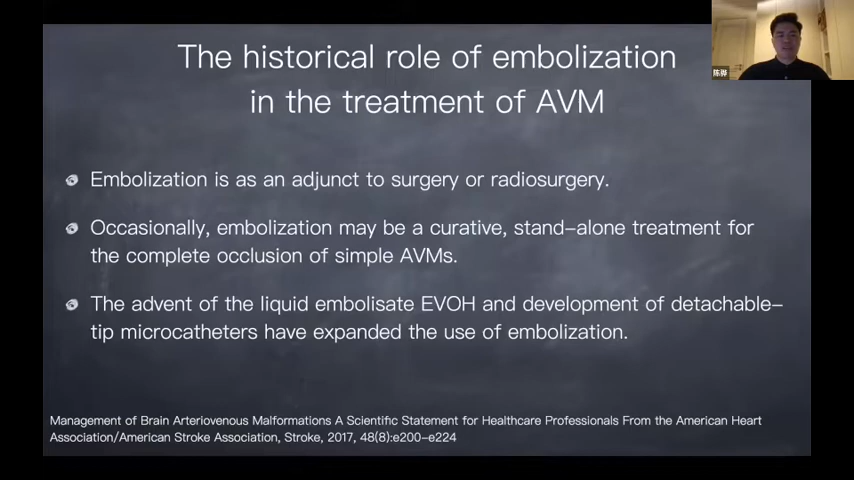 The historical role of embolization
in the treatment of AVM
Embolization is as an adjunct to surgery or radiosurgery.
Occasionally, embolization may be a curative, stand-alone treatment for
the complete occlusion of simple AVMs.
The advent of the liquid embolisate EVOH and development of detachable-
tip microcatheters have expanded the use of embolization.
Management of Brain Arteriovenous Malformations A Scientific Statement for Healthcare Professionals From the American Heart
Association/American Stroke Association, Stroke, 2017, 48(8):e200-e224